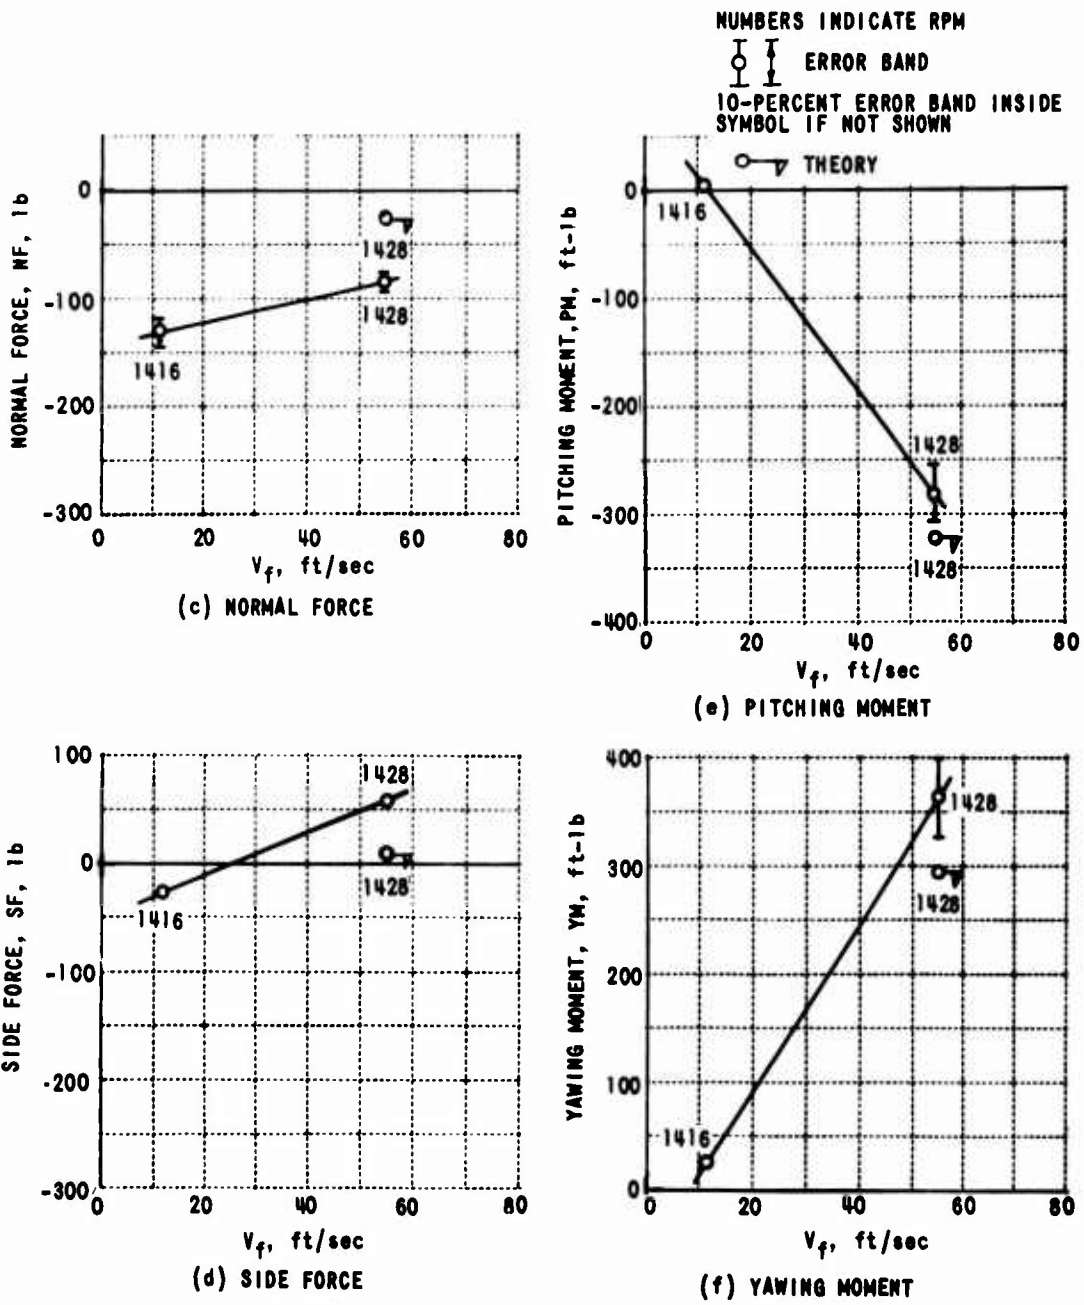 NUMBERS INDICATE RPM
ERROR BAND
10-PERCENT ERROR BAND INSIDE
SYMBOL IF NOT SHOWN
THEORY
NORMAL FORCE, NF, lb
0
-100
-200
-300
1428
1428
1416
0 20 40 60 80
Vf, ft/sec
(c) NORMAL FORCE
PITCHING MOMENT,PM, ft-lb
0
-100
-200
-300
-400
1416
1428
1428
0 20 40 60 80
Vf, ft/sec
(e) PITCHING MOMENT
SIDE FORCE, SF, lb
100
0
-100
-200
-300
1428
1428
1416
0 20 40 60 80
Vf, ft/sec
(d) SIDE FORCE
YAWING MOMENT, YM, ft-lb
400
300
200
100
0
1428
1428
1416
0 20 40 60 80
Vf, ft/sec
(f) YAWING MOMENT